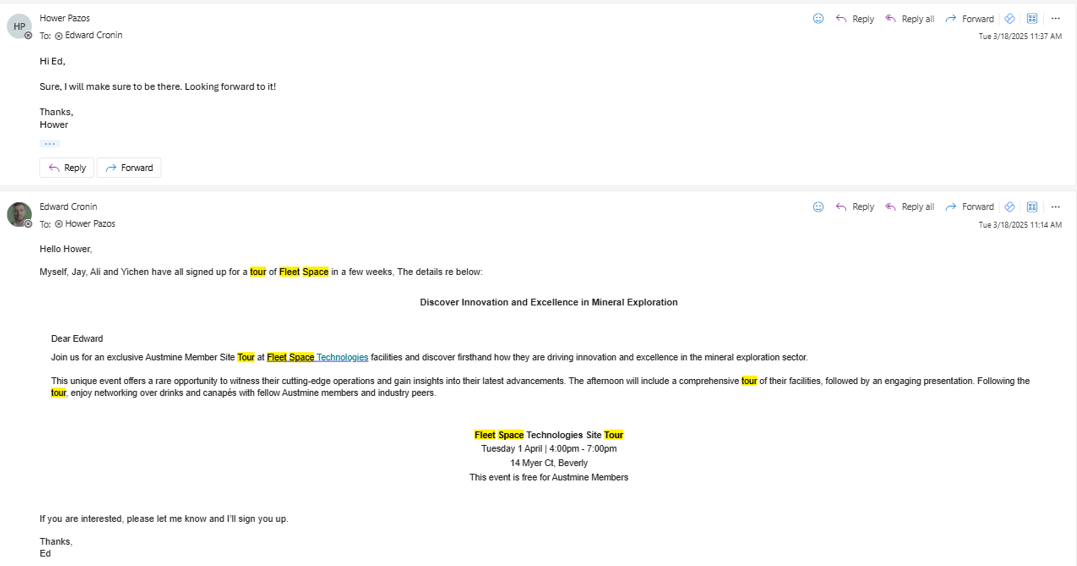 HP
Hower Pazos
Reply Reply all Forward
To: Edward Cronin
Tue 3/18/2025 11:37 AM
Hi Ed,
Sure, I will make sure to be there. Looking forward to it!
Thanks,
Hower
...
Reply Forward
Edward Cronin
Reply Reply all Forward
To: Hower Pazos
Tue 3/18/2025 11:14 AM
Hello Hower,
Myself, Jay, Ali and Yichen have all signed up for a tour of Fleet Space in a few weeks, The details re below:
Discover Innovation and Excellence in Mineral Exploration
Dear Edward
Join us for an exclusive Austmine Member Site Tour at Fleet Space Technologies facilities and discover firsthand how they are driving innovation and excellence in the mineral exploration sector.
This unique event offers a rare opportunity to witness their cutting-edge operations and gain insights into their latest advancements. The afternoon will include a comprehensive tour of their facilities, followed by an engaging presentation. Following the
tour, enjoy networking over drinks and canapés with fellow Austmine members and industry peers.
Fleet Space Technologies Site Tour
Tuesday 1 April | 4:00pm - 7:00pm
14 Myer Ct, Beverly
This event is free for Austmine Members
If you are interested, please let me know and I'll sign you up.
Thanks,
Ed